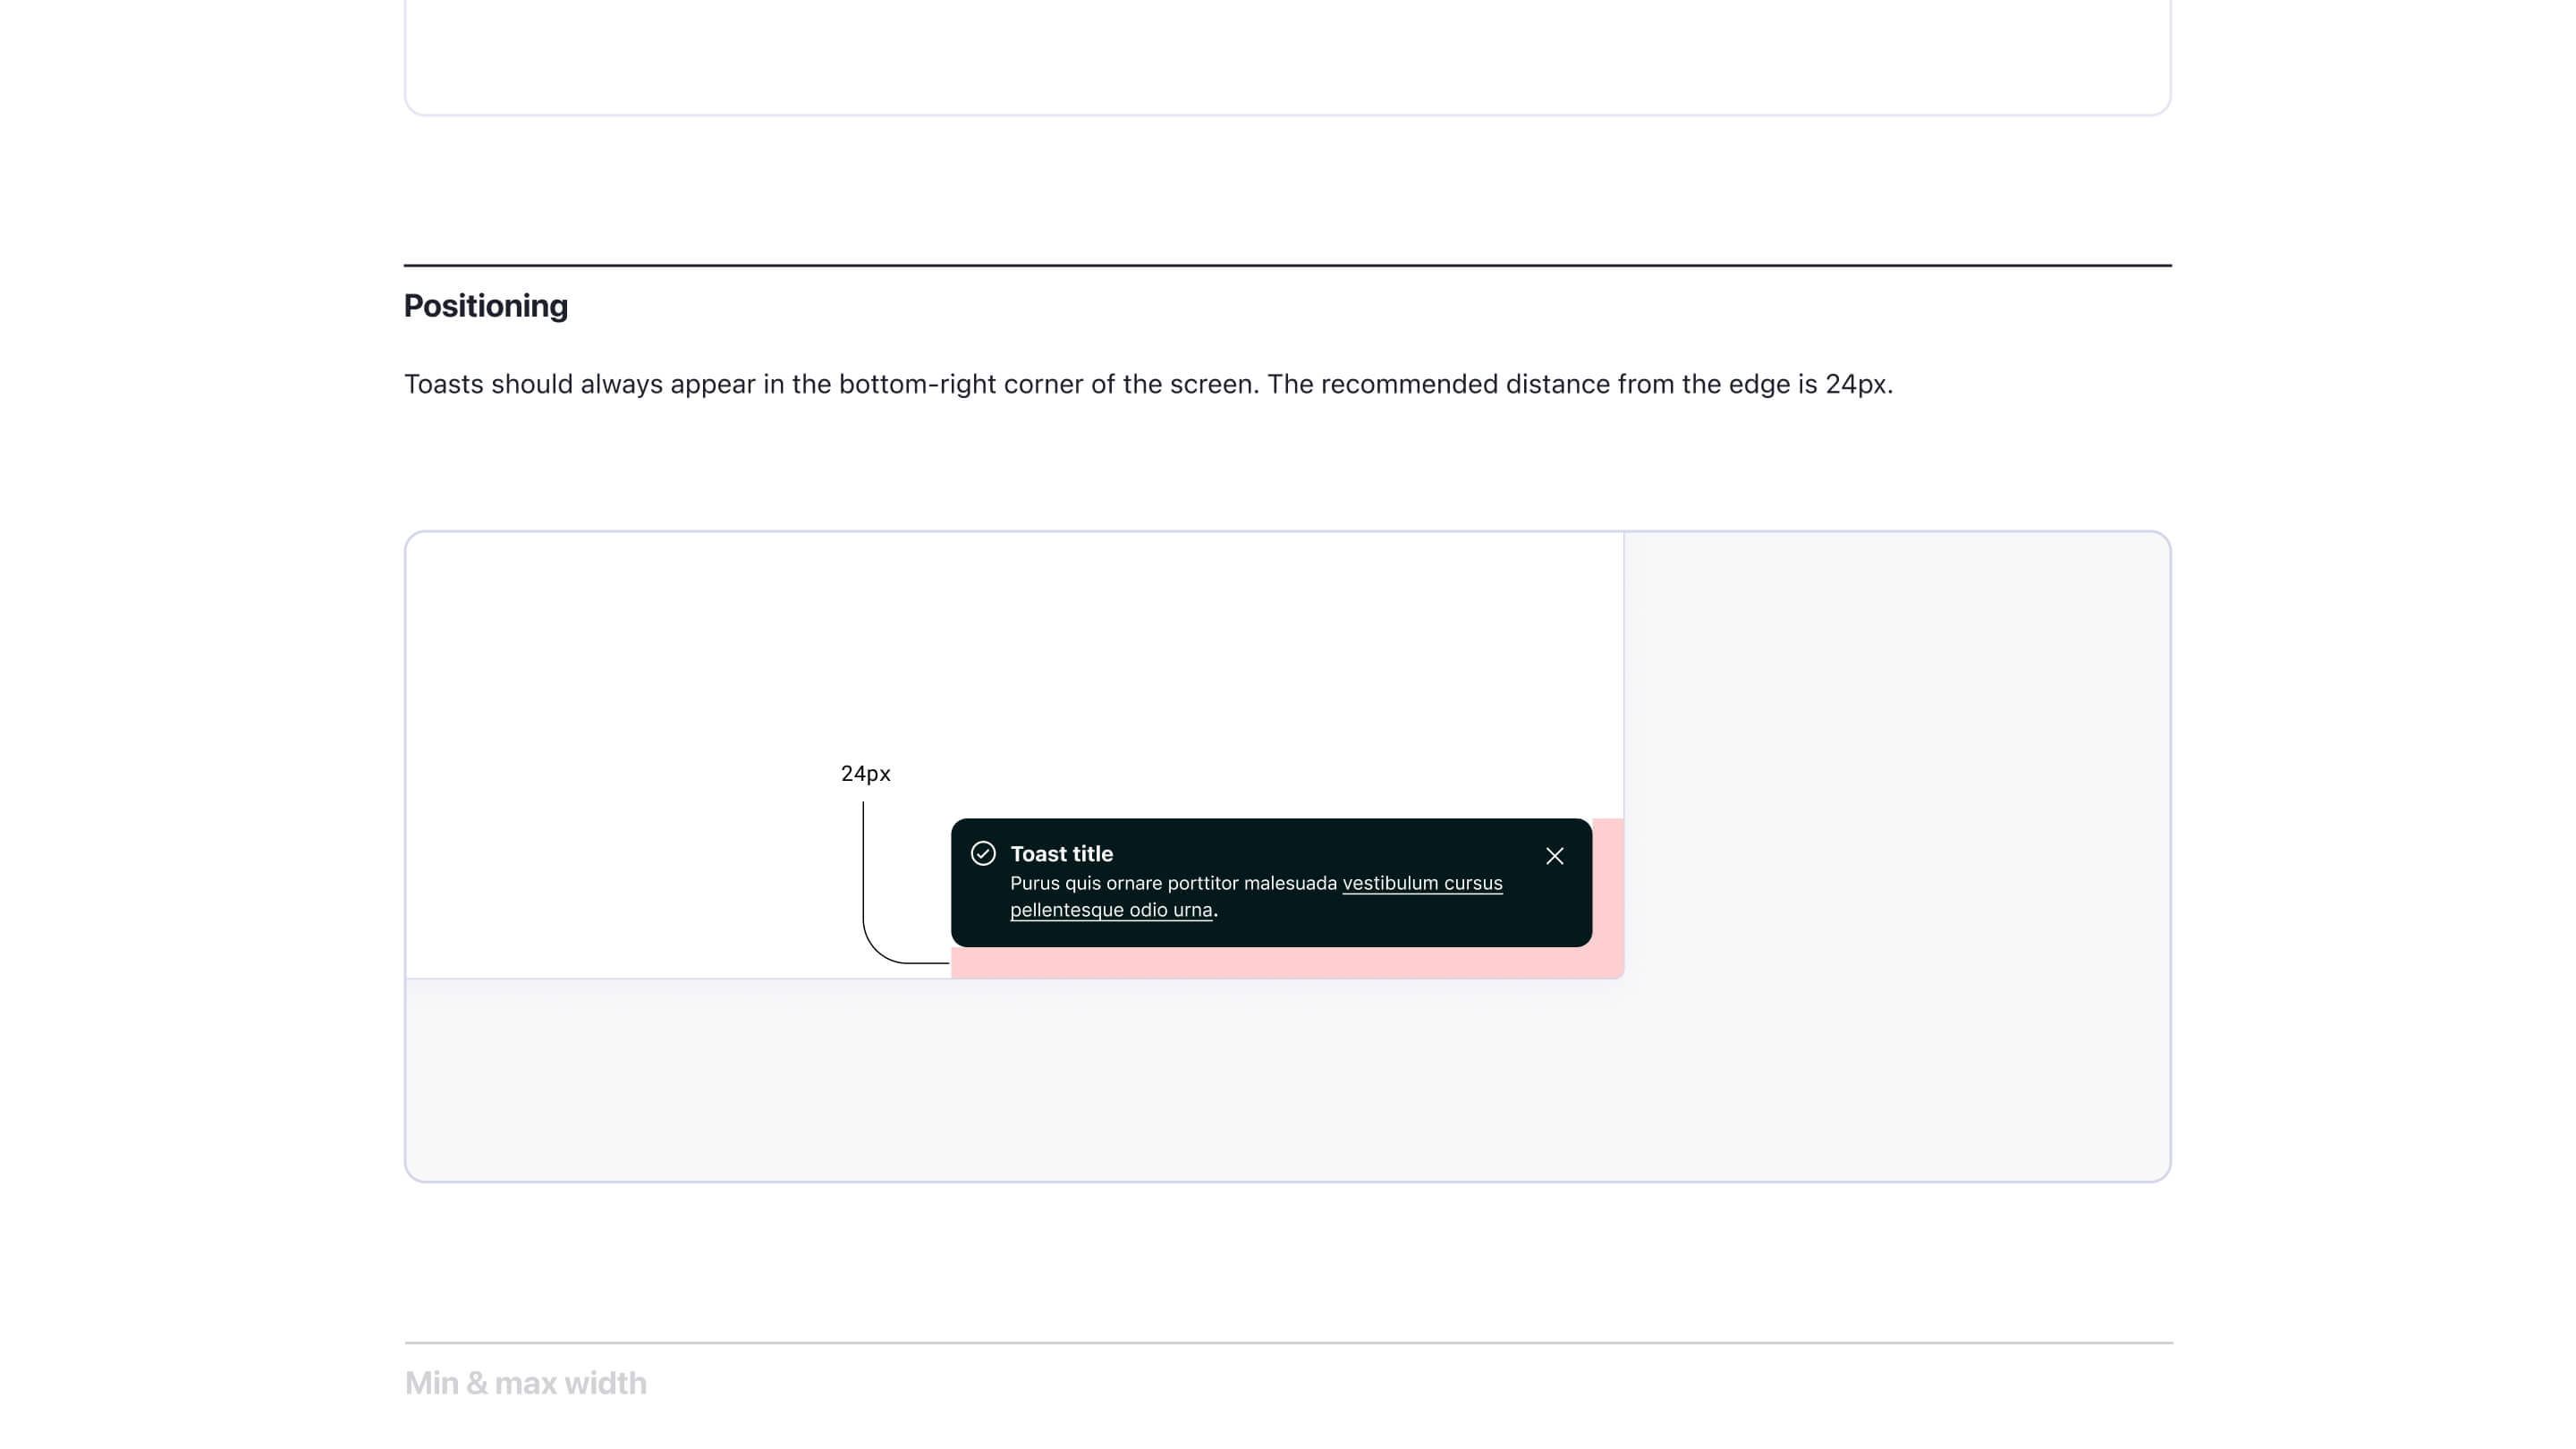 Positioning
Toasts should always appear in the bottom-right corner of the screen. The recommended distance from the edge is 24px.
24px
Toast title
Purus quis ornare porttitor malesuada vestibulum cursus
pellentesque odio urna.
Min & max width